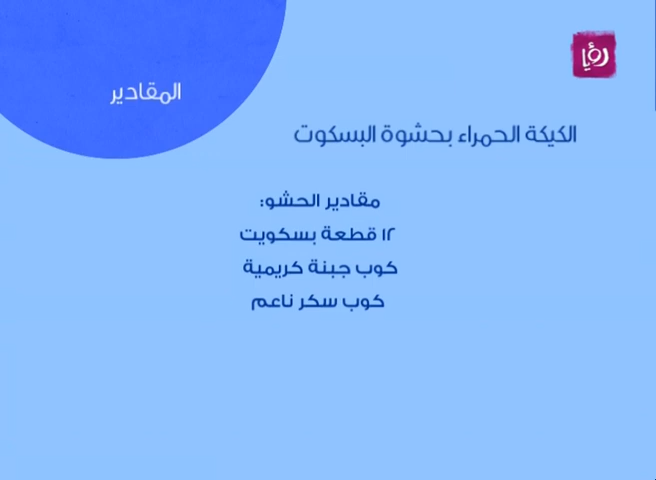 رؤيا
المقادير
الكيكة الحمراء بحشوة البسكوت
مقادير الحشو:
١٢ قطعة بسكويت
كوب جبنة كريمية
كوب سكر ناعم